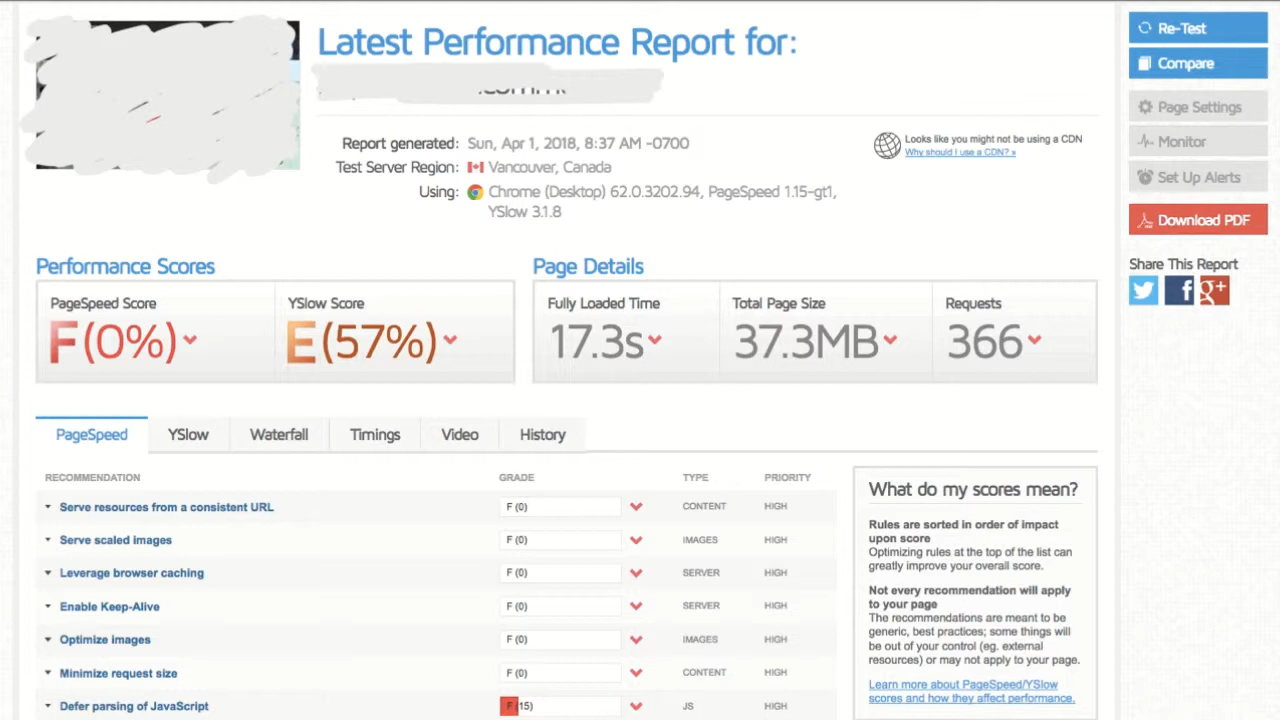 Latest Performance Report for:
Report generated: Sun, Apr 1, 2018, 8:37 AM -0700
Test Server Region: Vancouver, Canada
Using: Chrome (Desktop) 62.0.3202.94, PageSpeed 1.15-gt1,
YSlow 3.1.8
Looks like you might not be using a CDN
Why should I use a CDN? »
Re-Test
Compare
Page Settings
Monitor
Set Up Alerts
Download PDF
Share This Report
Performance Scores
PageSpeed Score
F(0%)
YSlow Score
E(57%)
Page Details
Fully Loaded Time
17.3s
Total Page Size
37.3MB
Requests
366
PageSpeed YSlow Waterfall Timings Video History
RECOMMENDATION GRADE TYPE PRIORITY
Serve resources from a consistent URL F (0) CONTENT HIGH
Serve scaled images F (0) IMAGES HIGH
Leverage browser caching F (0) SERVER HIGH
Enable Keep-Alive F (0) SERVER HIGH
Optimize images F (0) IMAGES HIGH
Minimize request size F (0) CONTENT HIGH
Defer parsing of JavaScript F (15) JS HIGH
What do my scores mean?
Rules are sorted in order of impact
upon score
Optimizing rules at the top of the list can
greatly improve your overall score.
Not every recommendation will apply
to your page
The recommendations are meant to be
generic, best practices; some things will
be out of your control (eg. external
resources) or may not apply to your page.
Learn more about PageSpeed/YSlow
scores and how they affect performance.